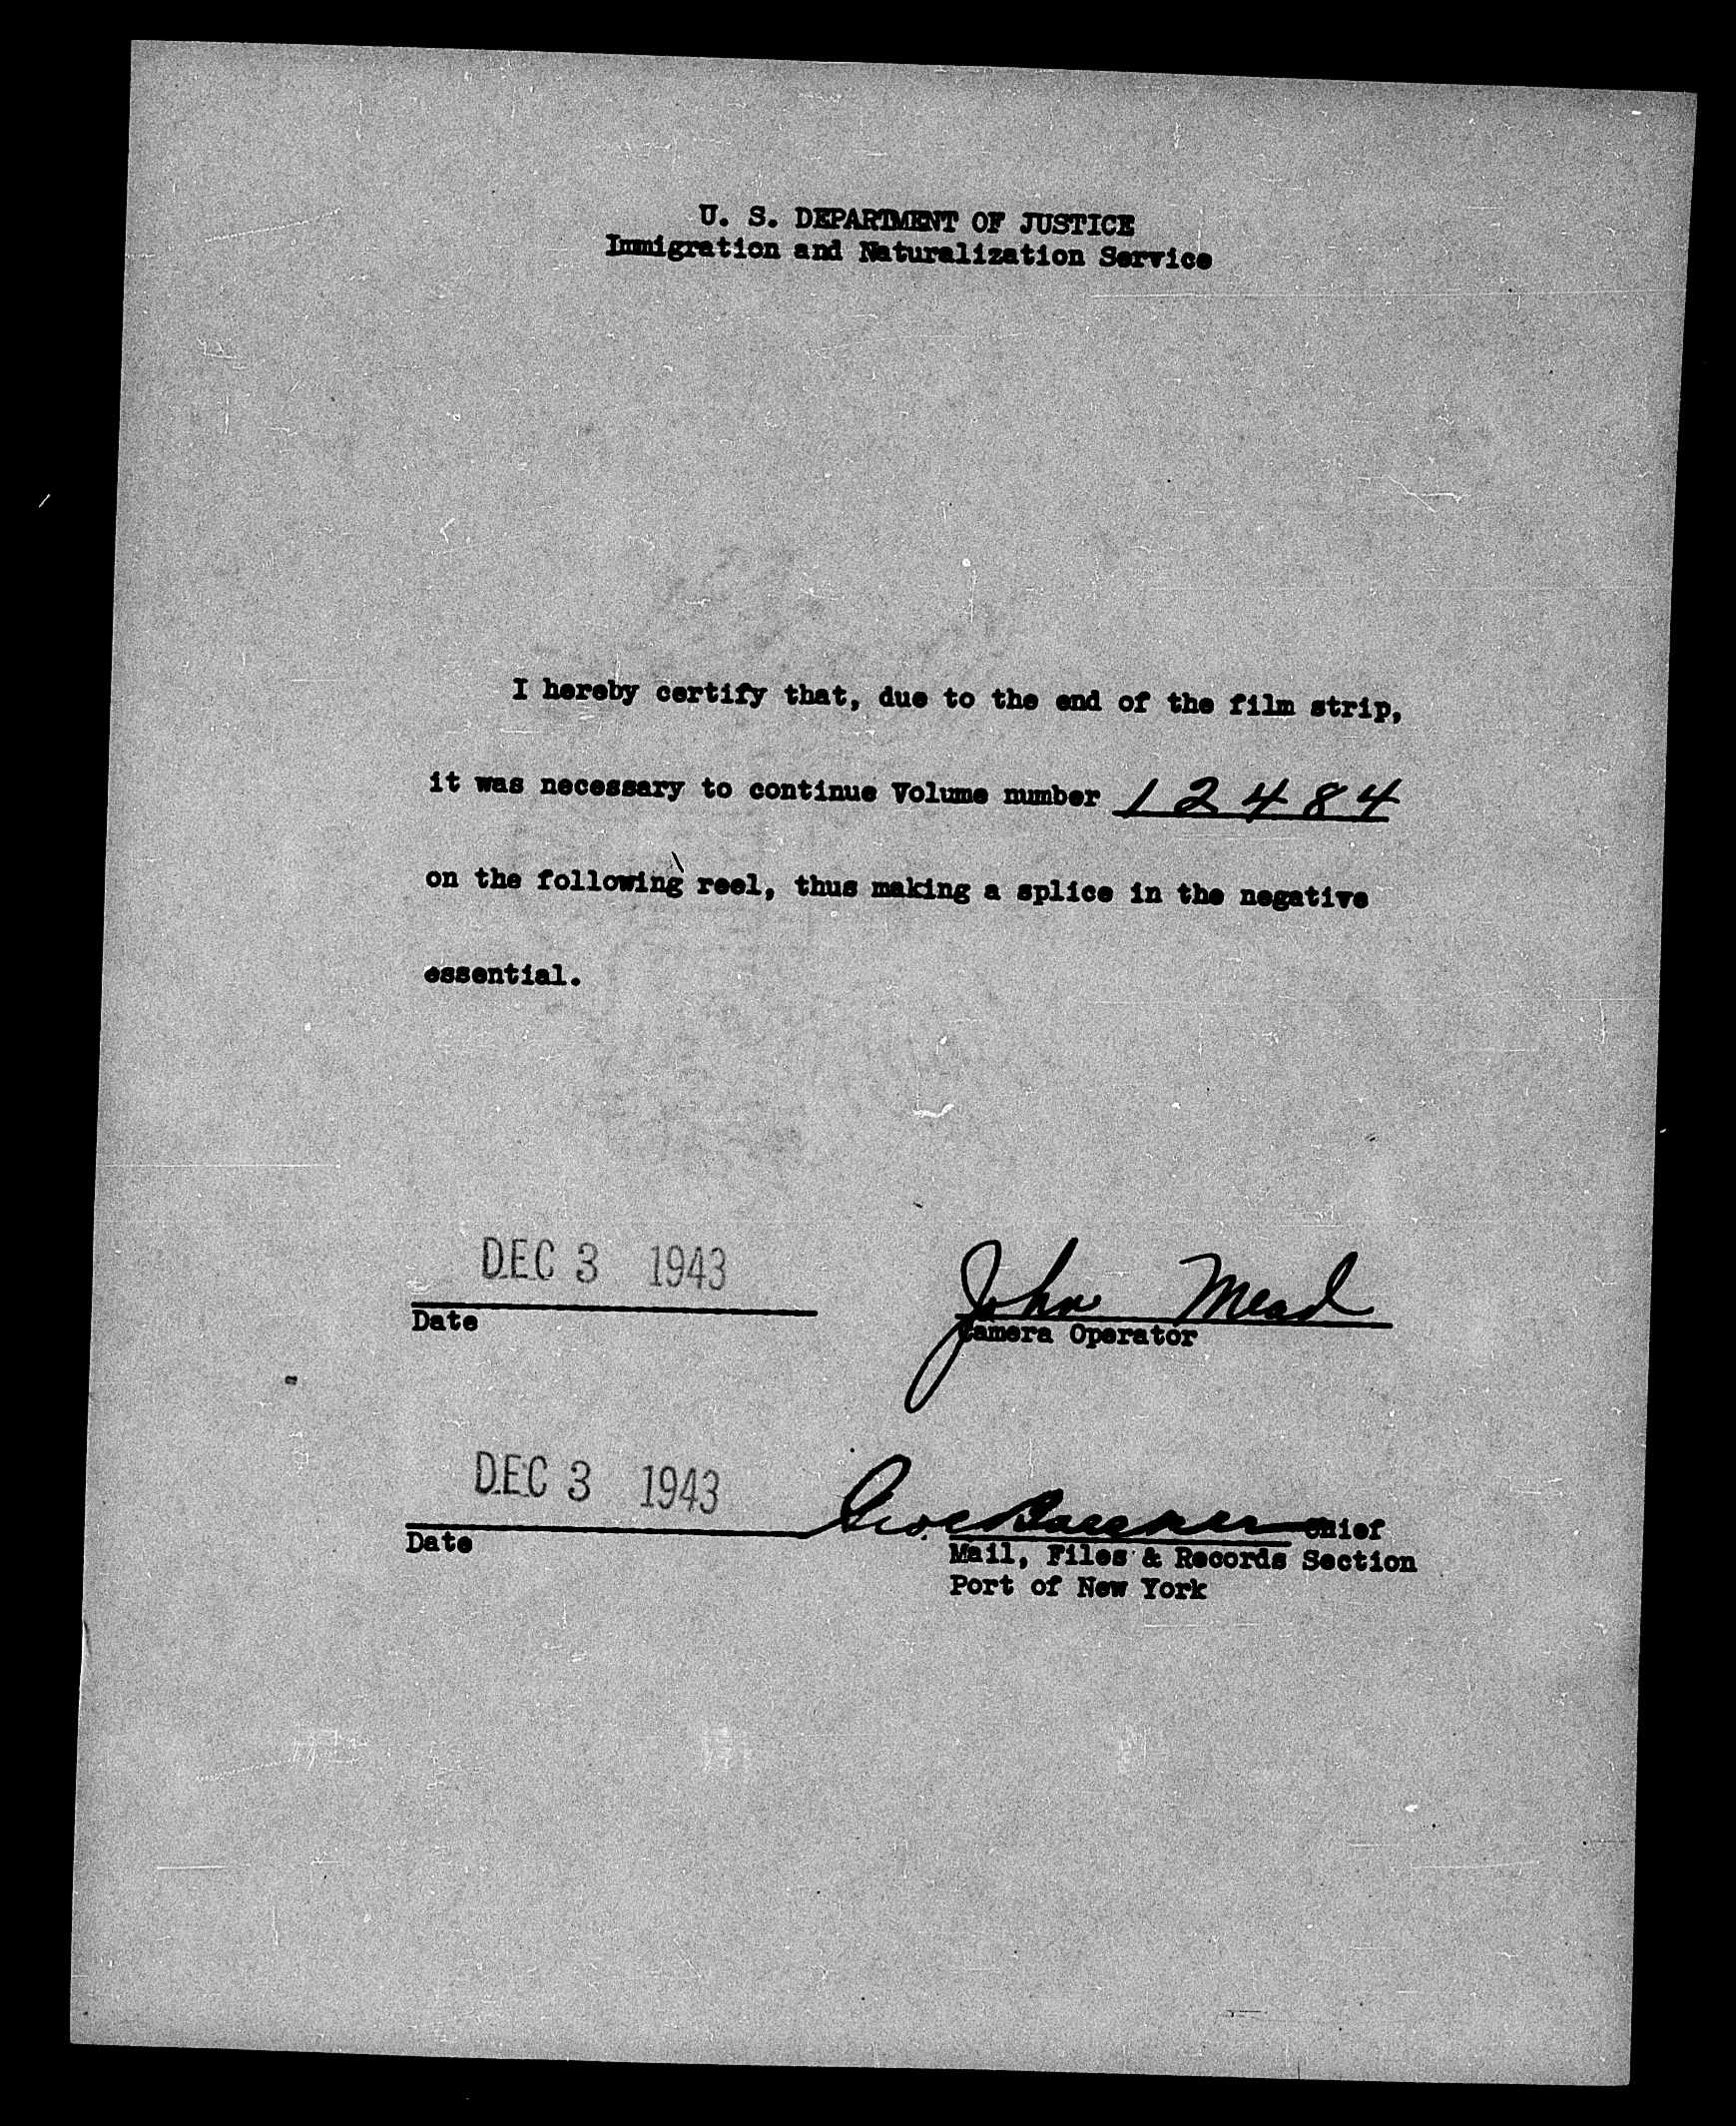 U. S. DEPARTMENT OF JUSTICE
Immigration and Naturalization Service
I hereby certify that, due to the end of the film strip,
it was necessary to continue Volume number 12484
on the following reel, thus making a splice in the negative
essential.
DEC 3 1943
Date
John Mead
Camera Operator
DEC 3 1943
Date
Chief
Mail, Files & Records Section
Port of New York